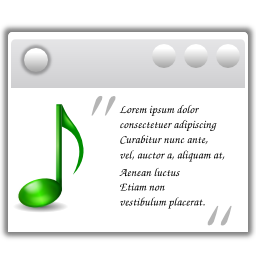 Lorem ipsum dolor
consectetuer adipiscing
Curabitur nunc ante,
vel, auctor a, aliquam at,
Aenean luctus
Etiam non
vestibulum placerat.